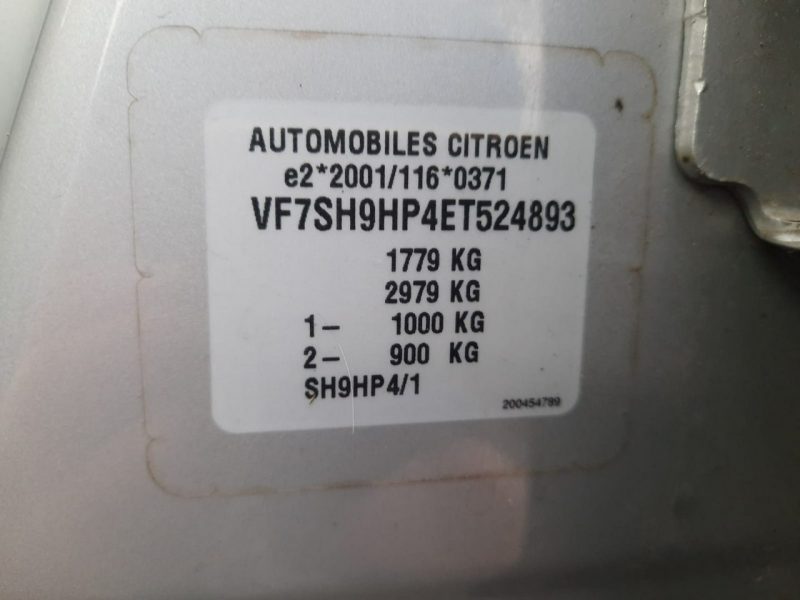 AUTOMOBILES CITROEN
e2*2001/116*0371
VF7SH9HP4ET524893
1779 KG
2979 KG
1– 1000 KG
2– 900 KG
SH9HP4/1
200454789